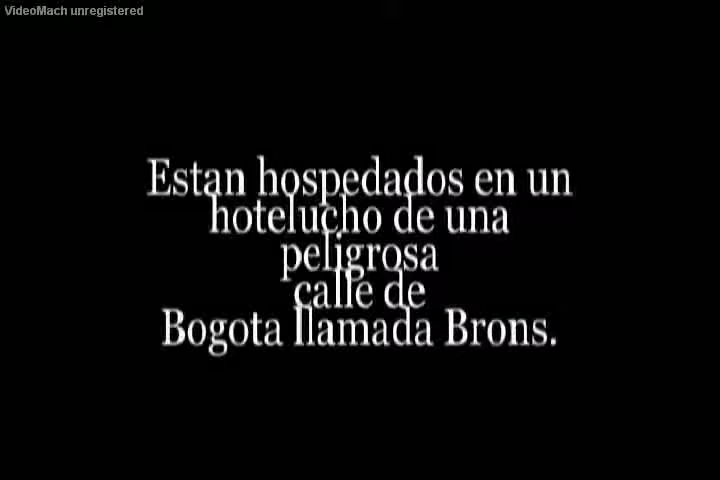 VideoMach unregistered
Estan hospedados en un
hotelucho de una
peligrosa
calle de
Bogota llamada Brons.